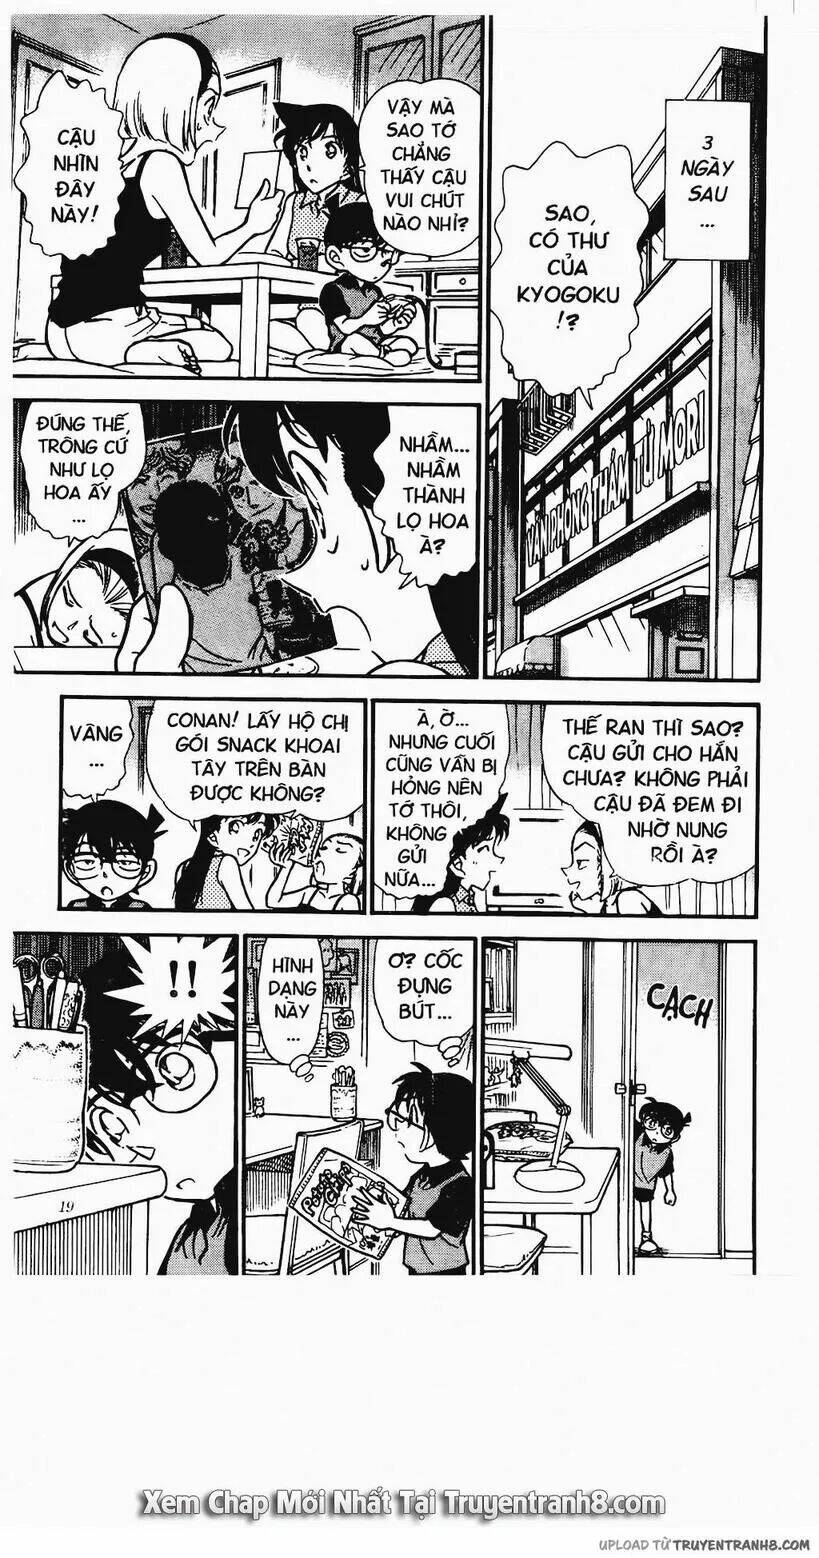 3
NGÀY
SAU
...
SAO,
CÓ THƯ
CỦA
KYOGOKU
!?
VĂN PHÒNG THÁM TỬ MORI
VẬY MÀ
SAO TỚ
CHẲNG
THẤY CẬU
VUI CHÚT
NÀO NHỈ?
CẬU
NHÌN
ĐÂY
NÀY!
NHẦM...
NHẦM
THÀNH
LỌ HOA
À?
ĐÚNG THẾ,
TRÔNG CỨ
NHƯ LỌ
HOA ẤY
...
THẾ RAN THÌ SAO?
CẬU GỬI CHO HẮN
CHƯA? KHÔNG PHẢI
CẬU ĐÃ ĐEM ĐI
NHỜ NUNG
RỒI À?
À, Ờ...
NHƯNG CUỐI
CÙNG VẪN BỊ
HỎNG NÊN
TỚ THÔI,
KHÔNG
GỬI
NỮA...
CONAN! LẤY HỘ CHỊ
GÓI SNACK KHOAI
TÂY TRÊN BÀN
ĐƯỢC KHÔNG?
VÂNG
...
CẠCH
Ơ? CỐC
ĐỰNG
BÚT...
HÌNH
DẠNG
NÀY
...
Potato
Chips
!!
19
Xem Chap Mới Nhất Tại Truyentranh8.com
UPLOAD TỪ TRUYENTRANH8.COM